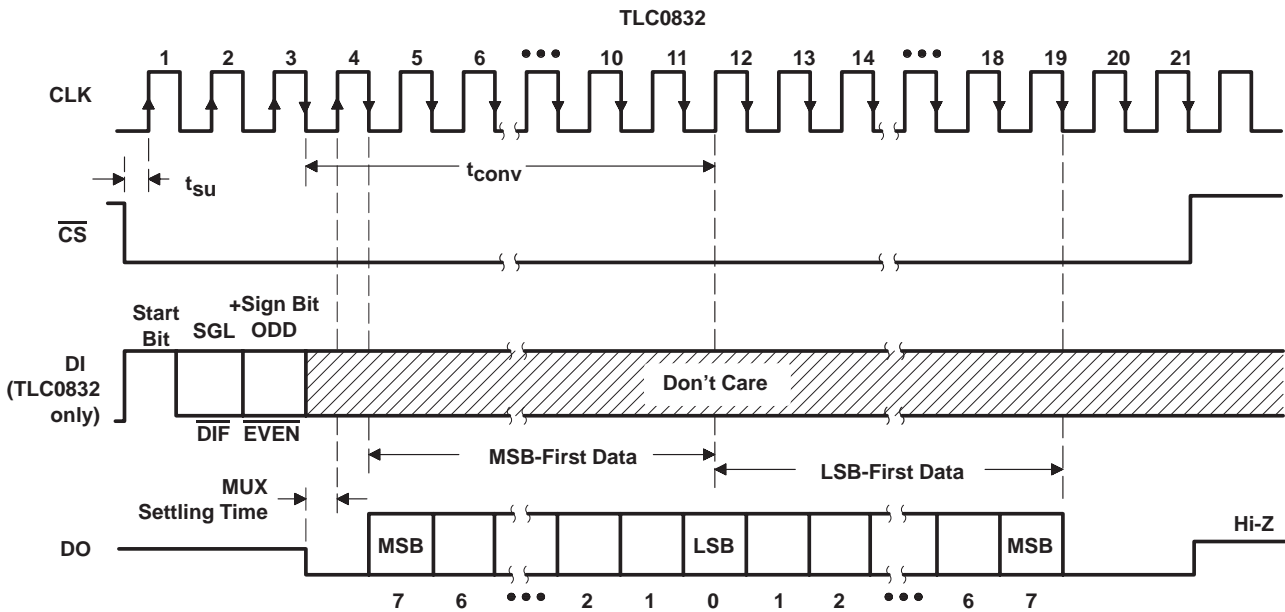 TLC0832
1 2 3 4 5 6 ••• 10 11 12 13 14 ••• 18 19 20 21
CLK
tsu
tconv
CS
Start
Bit
SGL
+Sign Bit
ODD
DI
(TLC0832
only)
Don't Care
DIF
EVEN
MSB-First Data
LSB-First Data
MUX
Settling Time
Hi-Z
DO
MSB LSB MSB
7 6 ••• 2 1 0 1 2 ••• 6 7